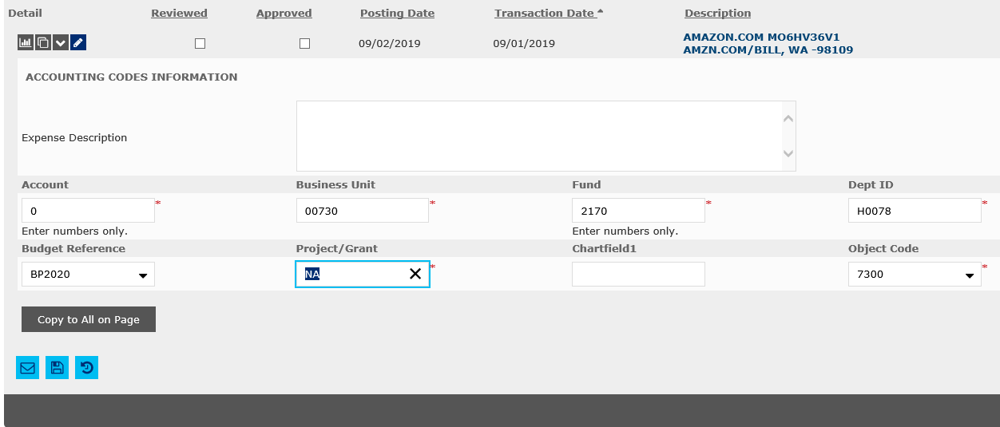 Detail Reviewed Approved Posting Date Transaction Date Description
09/02/2019 09/01/2019 AMAZON.COM MO6HV36V1
AMZN.COM/BILL, WA -98109
ACCOUNTING CODES INFORMATION
Expense Description
Account Business Unit Fund Dept ID
0 * 00730 * 2170 * H0078 *
Enter numbers only. Enter numbers only.
Budget Reference Project/Grant Chartfield1 Object Code
BP2020 NA * 7300 *
Copy to All on Page